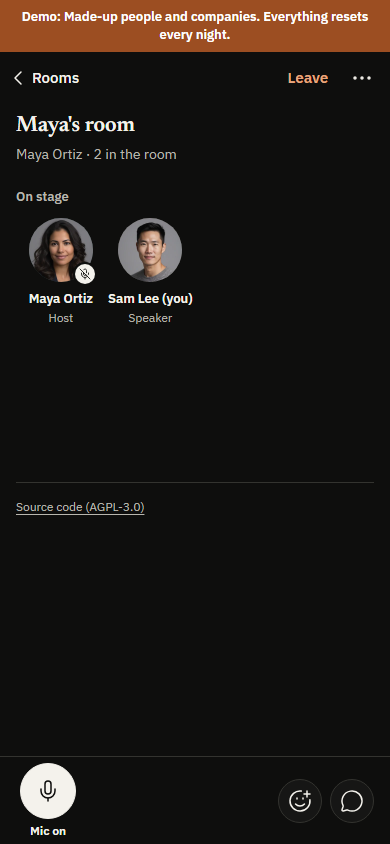 Demo: Made-up people and companies. Everything resets
every night.
Rooms
Leave
Maya's room
Maya Ortiz · 2 in the room
On stage
Maya Ortiz
Host
Sam Lee (you)
Speaker
Source code (AGPL-3.0)
Mic on